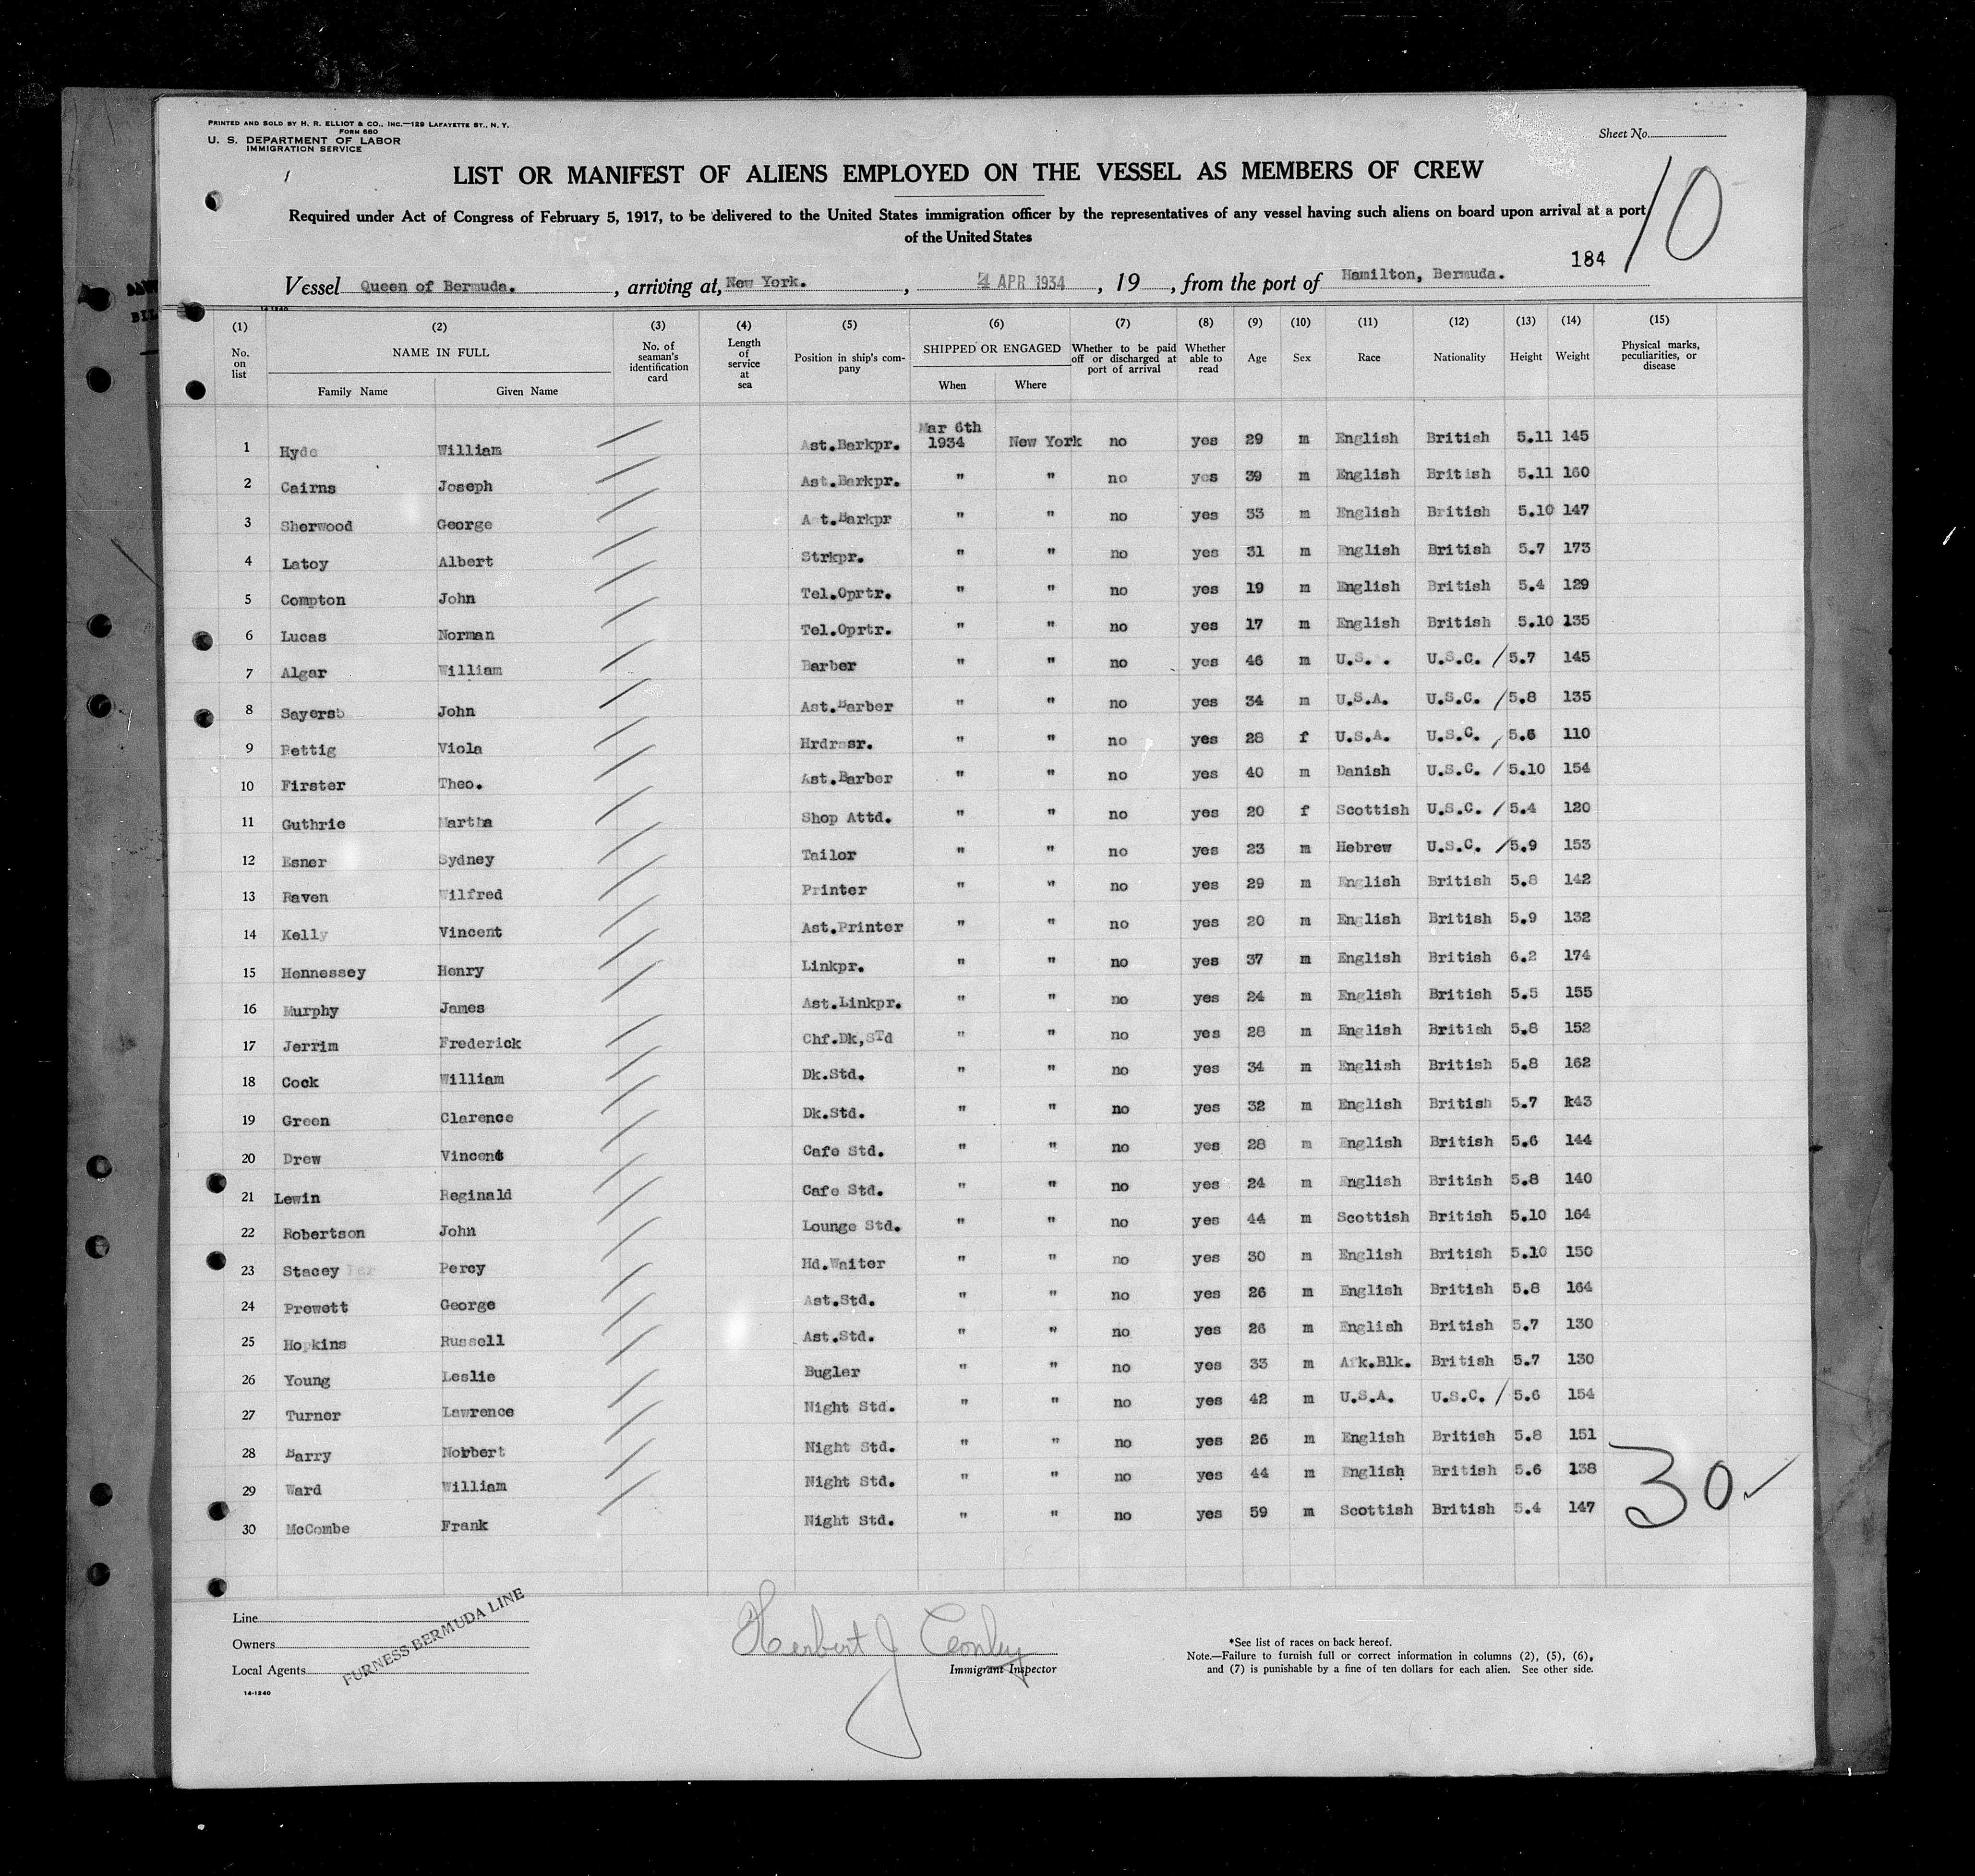 PRINTED AND SOLD BY H. R. ELLIOT & CO., INC.—129 LAFAYETTE ST., N. Y.
FORM 680
U. S. DEPARTMENT OF LABOR
IMMIGRATION SERVICE
Sheet No.
LIST OR MANIFEST OF ALIENS EMPLOYED ON THE VESSEL AS MEMBERS OF CREW
10
Required under Act of Congress of February 5, 1917, to be delivered to the United States immigration officer by the representatives of any vessel having such aliens on board upon arrival at a port
of the United States
184
Vessel Queen of Bermuda. , arriving at, New York. , 4 APR 1934 , 19 , from the port of Hamilton, Bermuda.
14-1240
(1) (2) (3) (4) (5) (6) (7) (8) (9) (10) (11) (12) (13) (14) (15)
No. on list NAME IN FULL Family Name Given Name No. of seaman's identification card Length of service at sea Position in ship's company SHIPPED OR ENGAGED When Where Whether to be paid off or discharged at port of arrival Whether able to read Age Sex Race Nationality Height Weight Physical marks, peculiarities, or disease
Mar 6th
1 Hyde William Ast.Barkpr. 1934 New York no yes 29 m English British 5.11 145
2 Cairns Joseph Ast.Barkpr. " " no yes 39 m English British 5.11 160
3 Sherwood George A t.Barkpr " " no yes 33 m English British 5.10 147
4 Latoy Albert Strkpr. " " no yes 31 m English British 5.7 173
5 Compton John Tel.Oprtr. " " no yes 19 m English British 5.4 129
6 Lucas Norman Tel.Oprtr. " " no yes 17 m English British 5.10 135
7 Algar William Barber " " no yes 46 m U.S. . U.S.C. / 5.7 145
8 Sayers John Ast.Barber " " no yes 34 m U.S.A. U.S.C. / 5.8 135
9 Rettig Viola Hrdrssr. " " no yes 28 f U.S.A. U.S.C. / 5.6 110
10 Firster Theo. Ast.Barber " " no yes 40 m Danish U.S.C. / 5.10 154
11 Guthrie Martha Shop Attd. " " no yes 20 f Scottish U.S.C. / 5.4 120
12 Esner Sydney Tailor " " no yes 23 m Hebrew U.S.C. / 5.9 153
13 Raven Wilfred Printer " " no yes 29 m English British 5.8 142
14 Kelly Vincent Ast.Printer " " no yes 20 m English British 5.9 132
15 Hennessey Henry Linkpr. " " no yes 37 m English British 6.2 174
16 Murphy James Ast.Linkpr. " " no yes 24 m English British 5.5 155
17 Jerrim Frederick Chf.Dk,STd " " no yes 28 m English British 5.8 152
18 Cock William Dk.Std. " " no yes 34 m English British 5.8 162
19 Green Clarence Dk.Std. " " no yes 32 m English British 5.7 143
20 Drew Vincent Cafe Std. " " no yes 28 m English British 5.6 144
21 Lewin Reginald Cafe Std. " " no yes 24 m English British 5.8 140
22 Robertson John Lounge Std. " " no yes 44 m Scottish British 5.10 164
23 Stacey Percy Hd.Waiter " " no yes 30 m English British 5.10 150
24 Prewett George Ast.Std. " " no yes 26 m English British 5.8 164
25 Hopkins Russell Ast.Std. " " no yes 26 m English British 5.7 130
26 Young Leslie Bugler " " no yes 33 m Afk.Blk. British 5.7 130
27 Turner Lawrence Night Std. " " no yes 42 m U.S.A. U.S.C. / 5.6 154
28 Barry Norbert Night Std. " " no yes 26 m English British 5.8 151
29 Ward William Night Std. " " no yes 44 m English British 5.6 138
30 McCombe Frank Night Std. " " no yes 59 m Scottish British 5.4 147
30 ✓
Line
Owners
Local Agents
FURNESS BERMUDA LINE
14-1240
Herbert J
Immigrant Inspector
*See list of races on back hereof.
Note.—Failure to furnish full or correct information in columns (2), (5), (6),
and (7) is punishable by a fine of ten dollars for each alien. See other side.